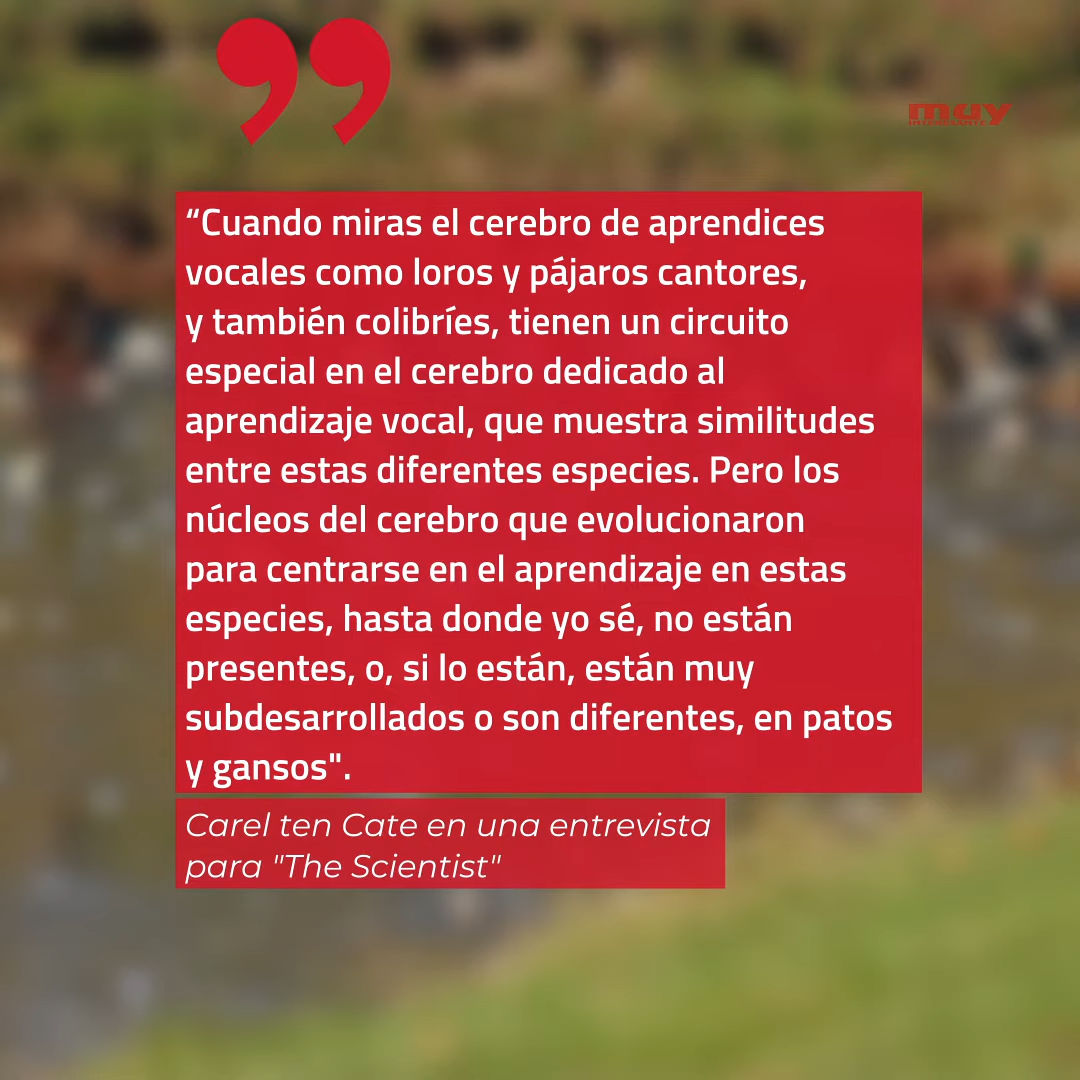 muy
“Cuando miras el cerebro de aprendices
vocales como loros y pájaros cantores,
y también colibríes, tienen un circuito
especial en el cerebro dedicado al
aprendizaje vocal, que muestra similitudes
entre estas diferentes especies. Pero los
núcleos del cerebro que evolucionaron
para centrarse en el aprendizaje en estas
especies, hasta donde yo sé, no están
presentes, o, si lo están, están muy
subdesarrollados o son diferentes, en patos
y gansos".
Carel ten Cate en una entrevista
para "The Scientist"